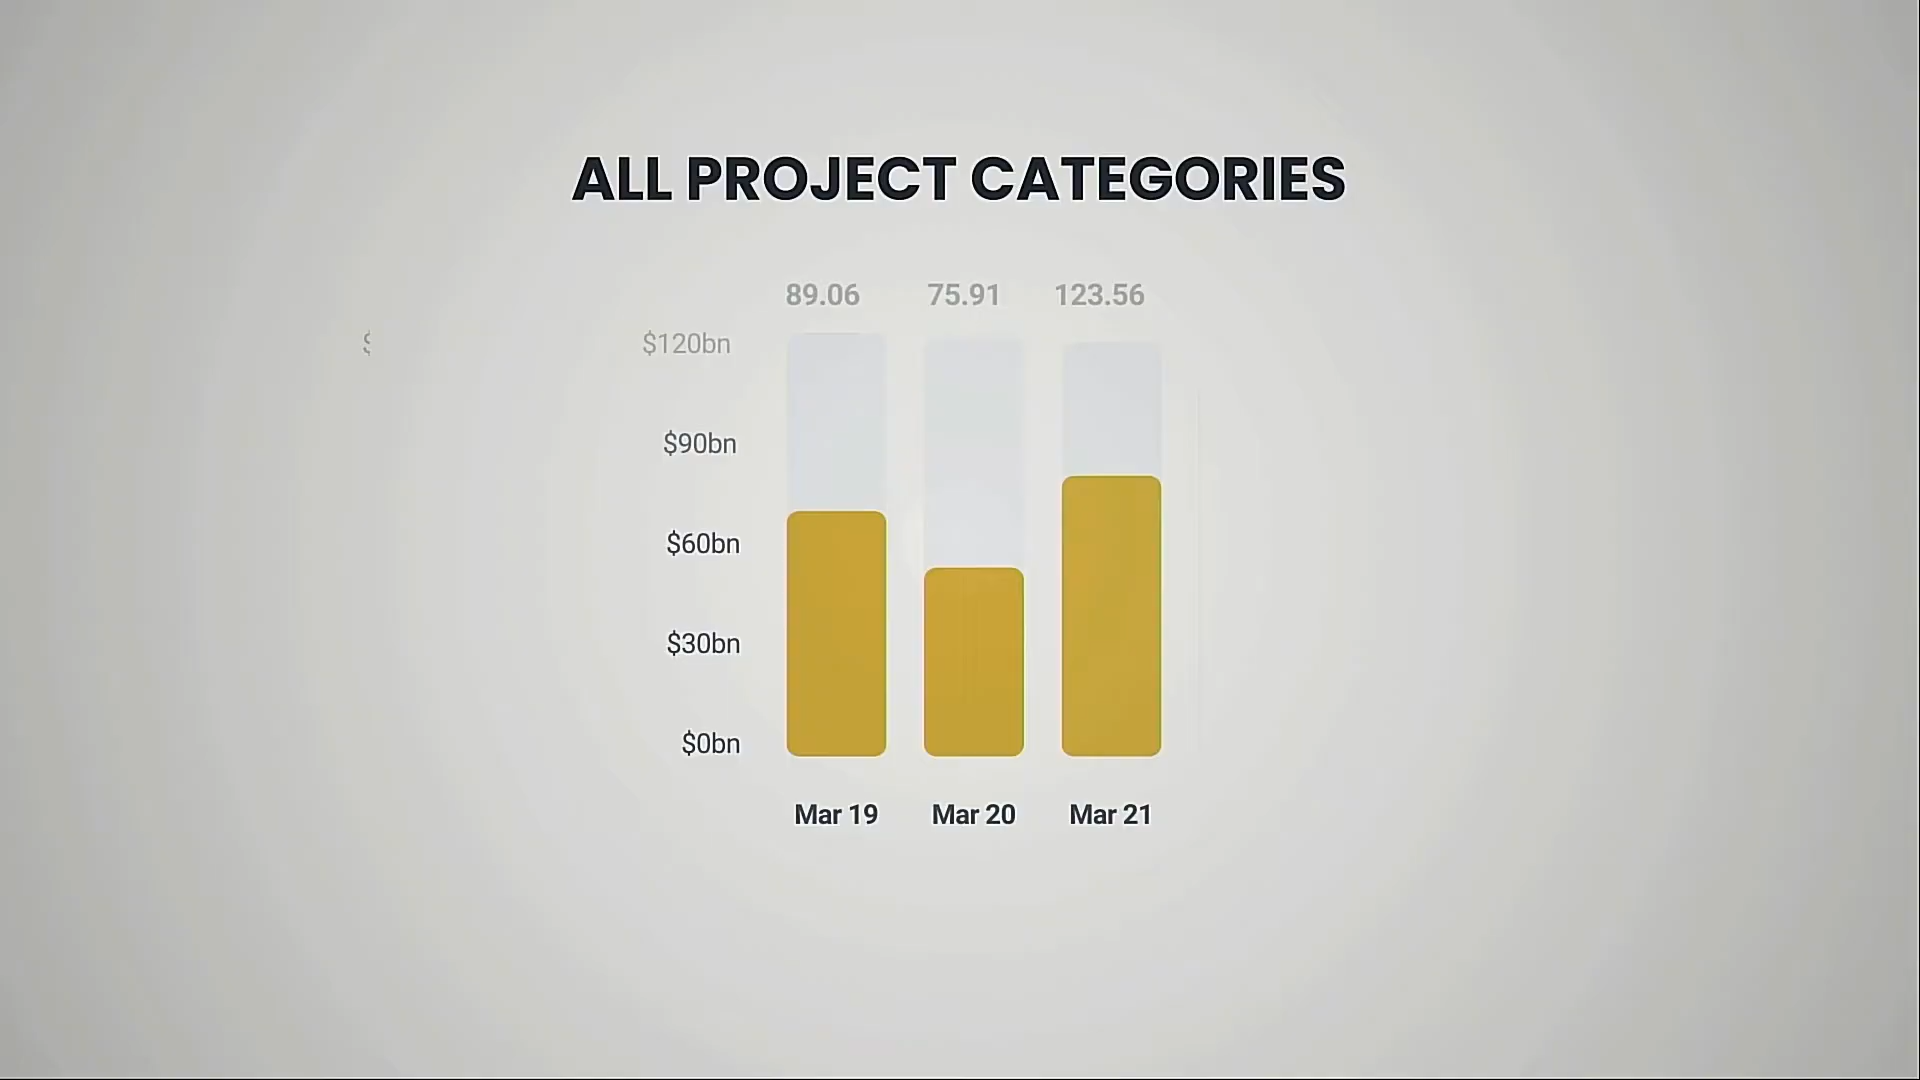 ALL PROJECT CATEGORIES
89.06 75.91 123.56
$
$120bn
$90bn
$60bn
$30bn
$0bn
Mar 19 Mar 20 Mar 21